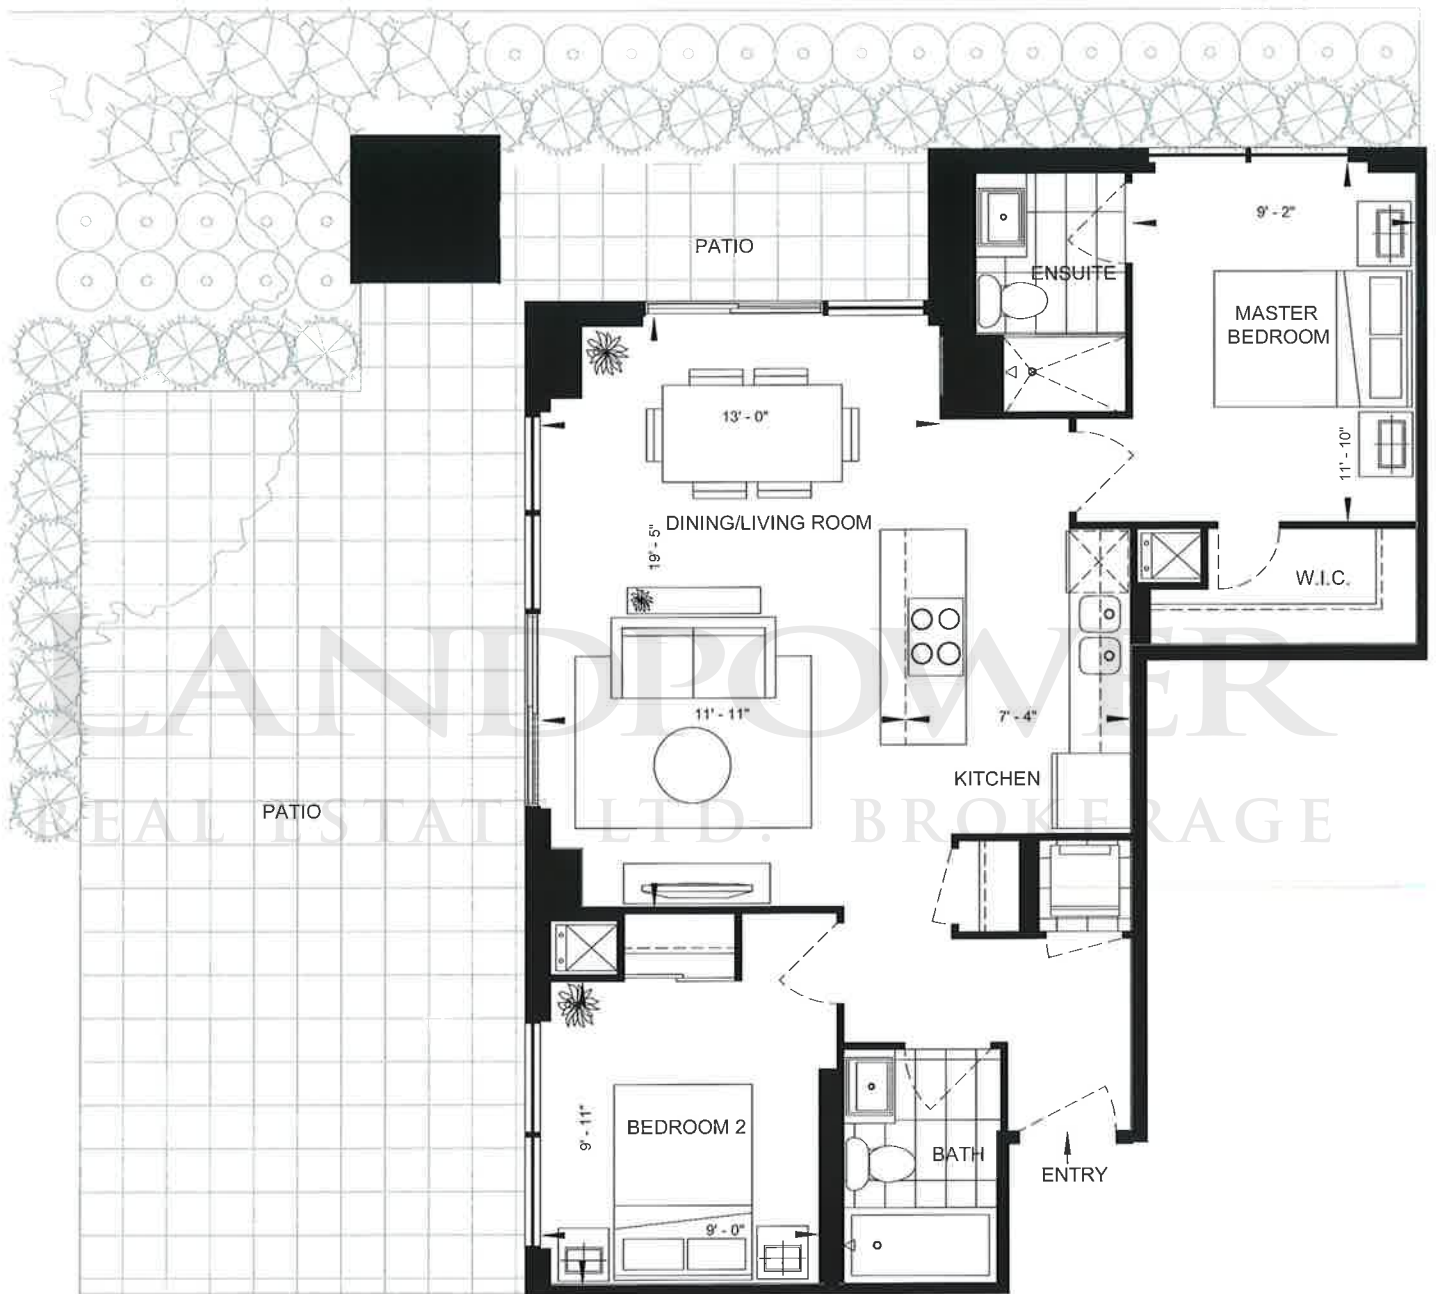 PATIO
9' - 2"
ENSUITE
MASTER
BEDROOM
13' - 0"
11' - 10"
DINING/LIVING ROOM
19' - 5"
W.I.C.
LANDPOWER
11' - 11"
7' - 4"
KITCHEN
PATIO
REAL ESTATE LTD. BROKERAGE
9' - 11"
BEDROOM 2
BATH
ENTRY
9' - 0"